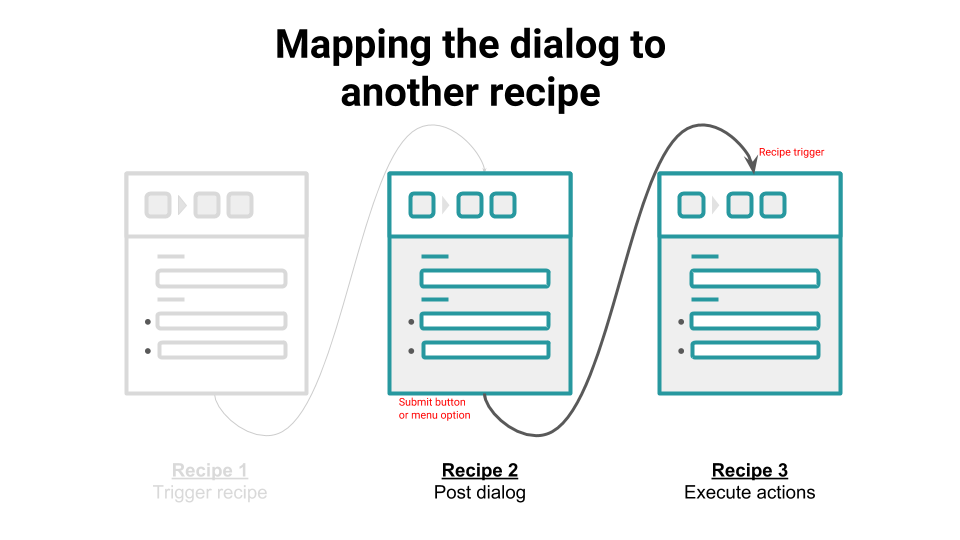 Mapping the dialog to
another recipe
Recipe trigger
Submit button
or menu option
Recipe 1
Trigger recipe
Recipe 2
Post dialog
Recipe 3
Execute actions